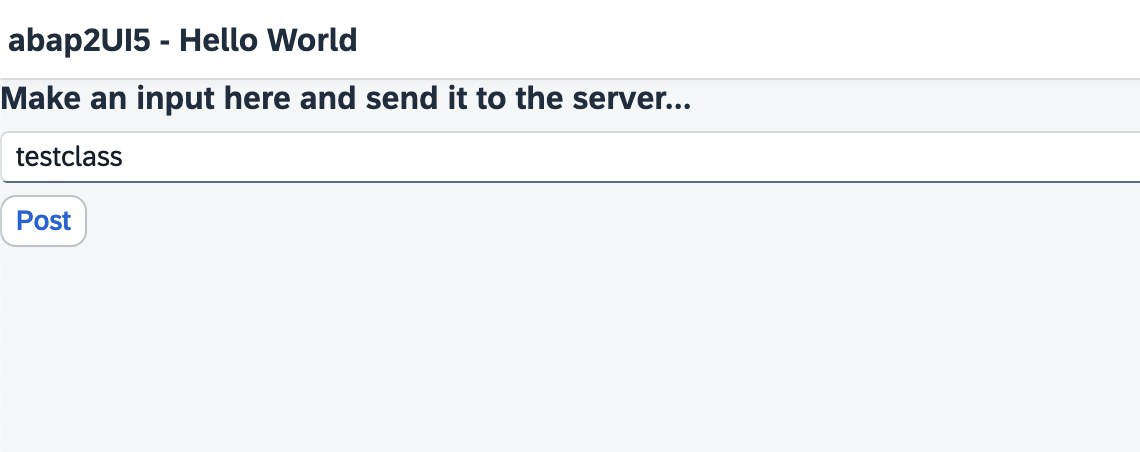 abap2UI5 - Hello World
Make an input here and send it to the server...
testclass
Post